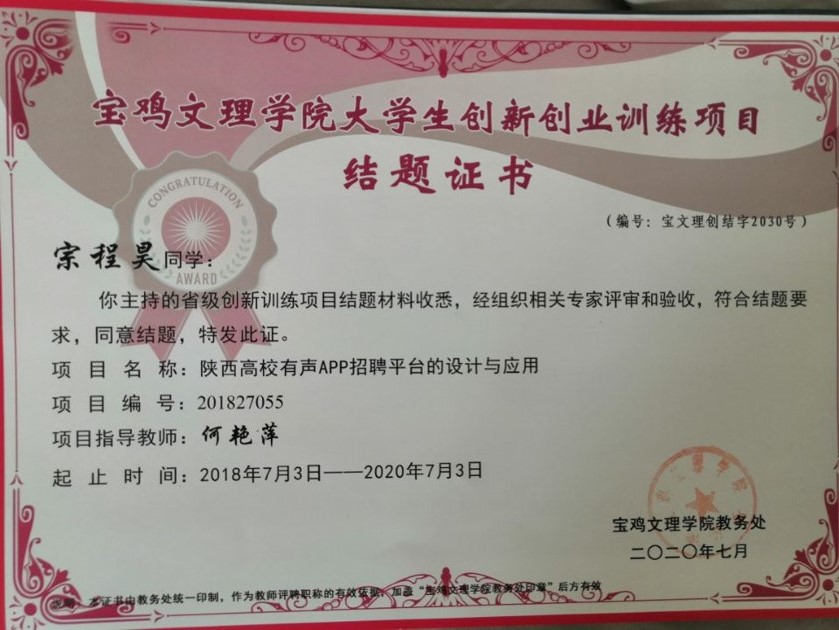 宝鸡文理学院大学生创新创业训练项目
结题证书
（编号：宝文理创结字2030号）
CONGRATULATION
AWARD
宗程昊同学：
你主持的省级创新训练项目结题材料收悉，经组织相关专家评审和验收，符合结题要
求，同意结题，特发此证。
项目名称：陕西高校有声APP招聘平台的设计与应用
项目编号：201827055
项目指导教师：何艳萍
起止时间：2018年7月3日——2020年7月3日
宝鸡文理学院教务处
二〇二〇年七月
说明：本证书由教务处统一印制，作为教师评聘职称的有效依据，加盖“宝鸡文理学院教务处印章”后方有效